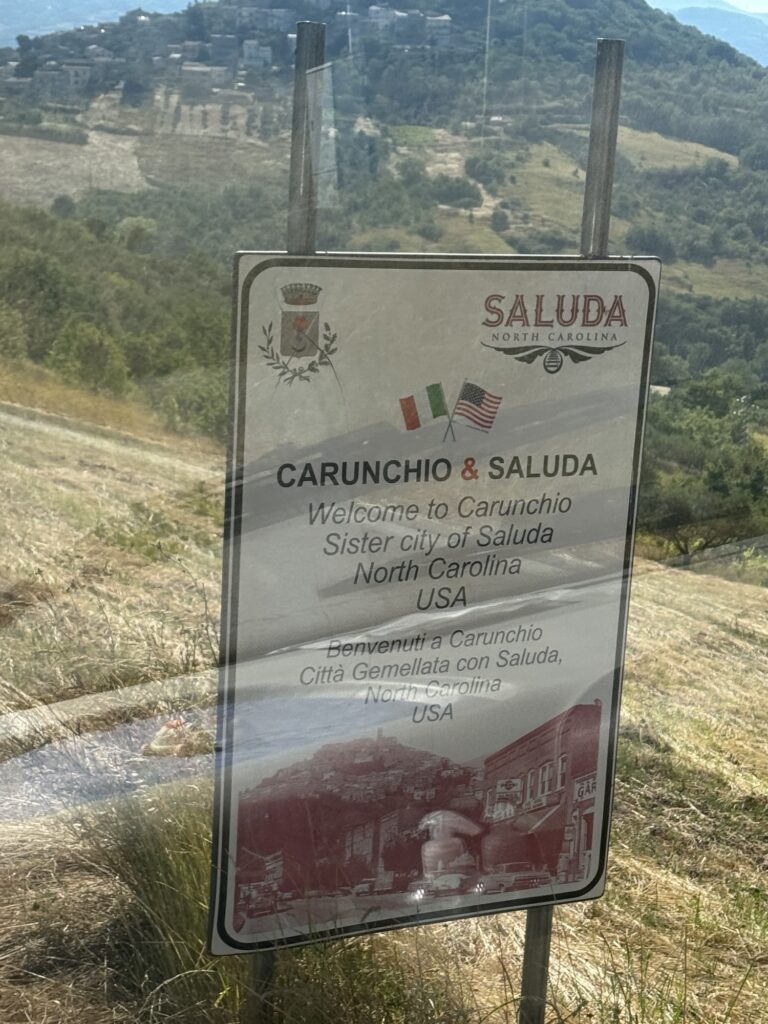 SALUDA
NORTH CAROLINA
CARUNCHIO & SALUDA
Welcome to Carunchio
Sister city of Saluda
North Carolina
USA
Benvenuti a Carunchio
Città Gemellata con Saluda,
North Carolina
USA
GAR